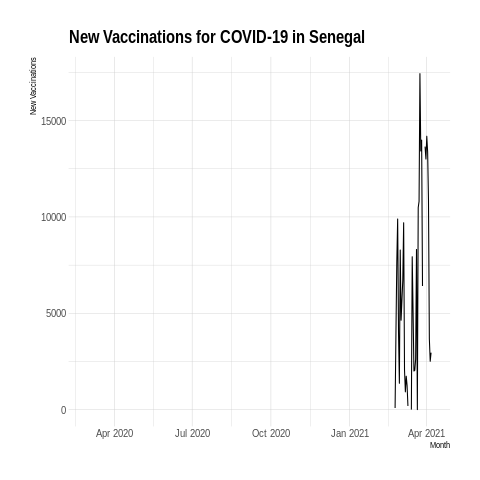 New Vaccinations for COVID-19 in Senegal
New Vaccinations
15000
10000
5000
0
Apr 2020 Jul 2020 Oct 2020 Jan 2021 Apr 2021
Month